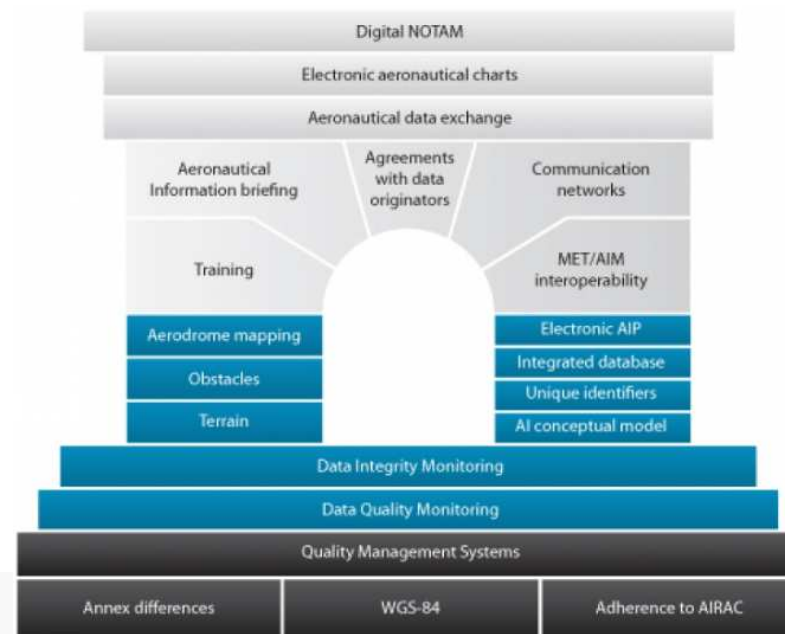 Digital NOTAM
Electronic aeronautical charts
Aeronautical data exchange
Aeronautical
Information briefing
Agreements
with data
originators
Communication
networks
Training
MET/AIM
interoperability
Aerodrome mapping
Obstacles
Terrain
Electronic AIP
Integrated database
Unique identifiers
AI conceptual model
Data Integrity Monitoring
Data Quality Monitoring
Quality Management Systems
Annex differences
WGS-84
Adherence to AIRAC